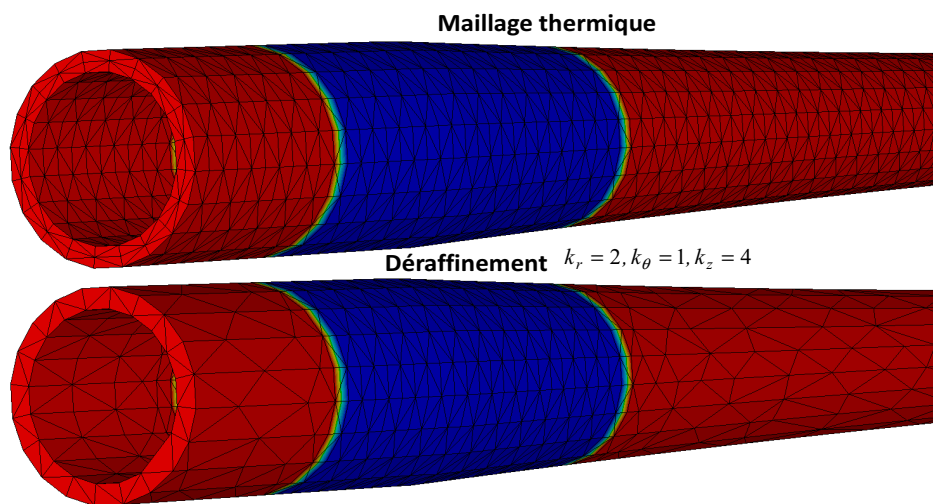 Maillage thermique
Déraffinement $k_r = 2, k_\theta = 1, k_z = 4$